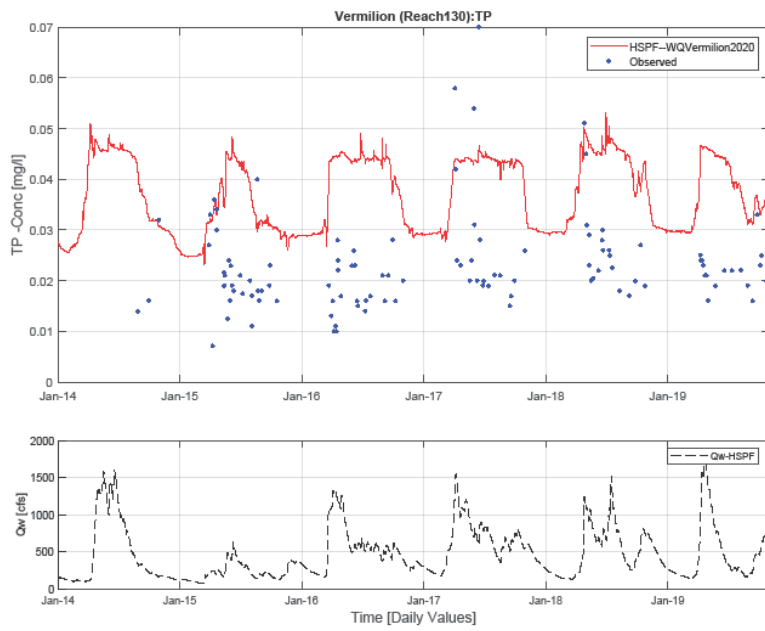 Vermilion (Reach130):TP
0.07
0.06
0.05
0.04
0.03
0.02
0.01
0
TP -Conc [mg/l]
HSPF--WQVermilion2020
Observed
Jan-14 Jan-15 Jan-16 Jan-17 Jan-18 Jan-19
2000
1500
1000
500
0
Qw [cfs]
Qw-HSPF
Jan-14 Jan-15 Jan-16 Jan-17 Jan-18 Jan-19
Time [Daily Values]